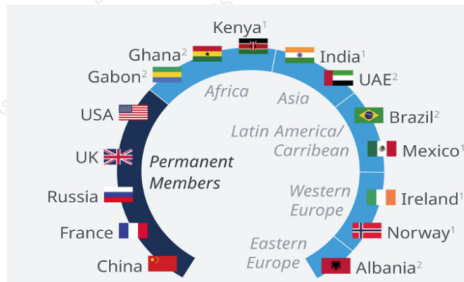 Kenya¹
Ghana²
India¹
Gabon²
UAE²
Africa
Asia
USA
Brazil²
Latin America/
Carribean
Mexico¹
UK
Permanent
Members
Western
Europe
Ireland¹
Russia
France
Norway¹
Eastern
Europe
China
Albania²